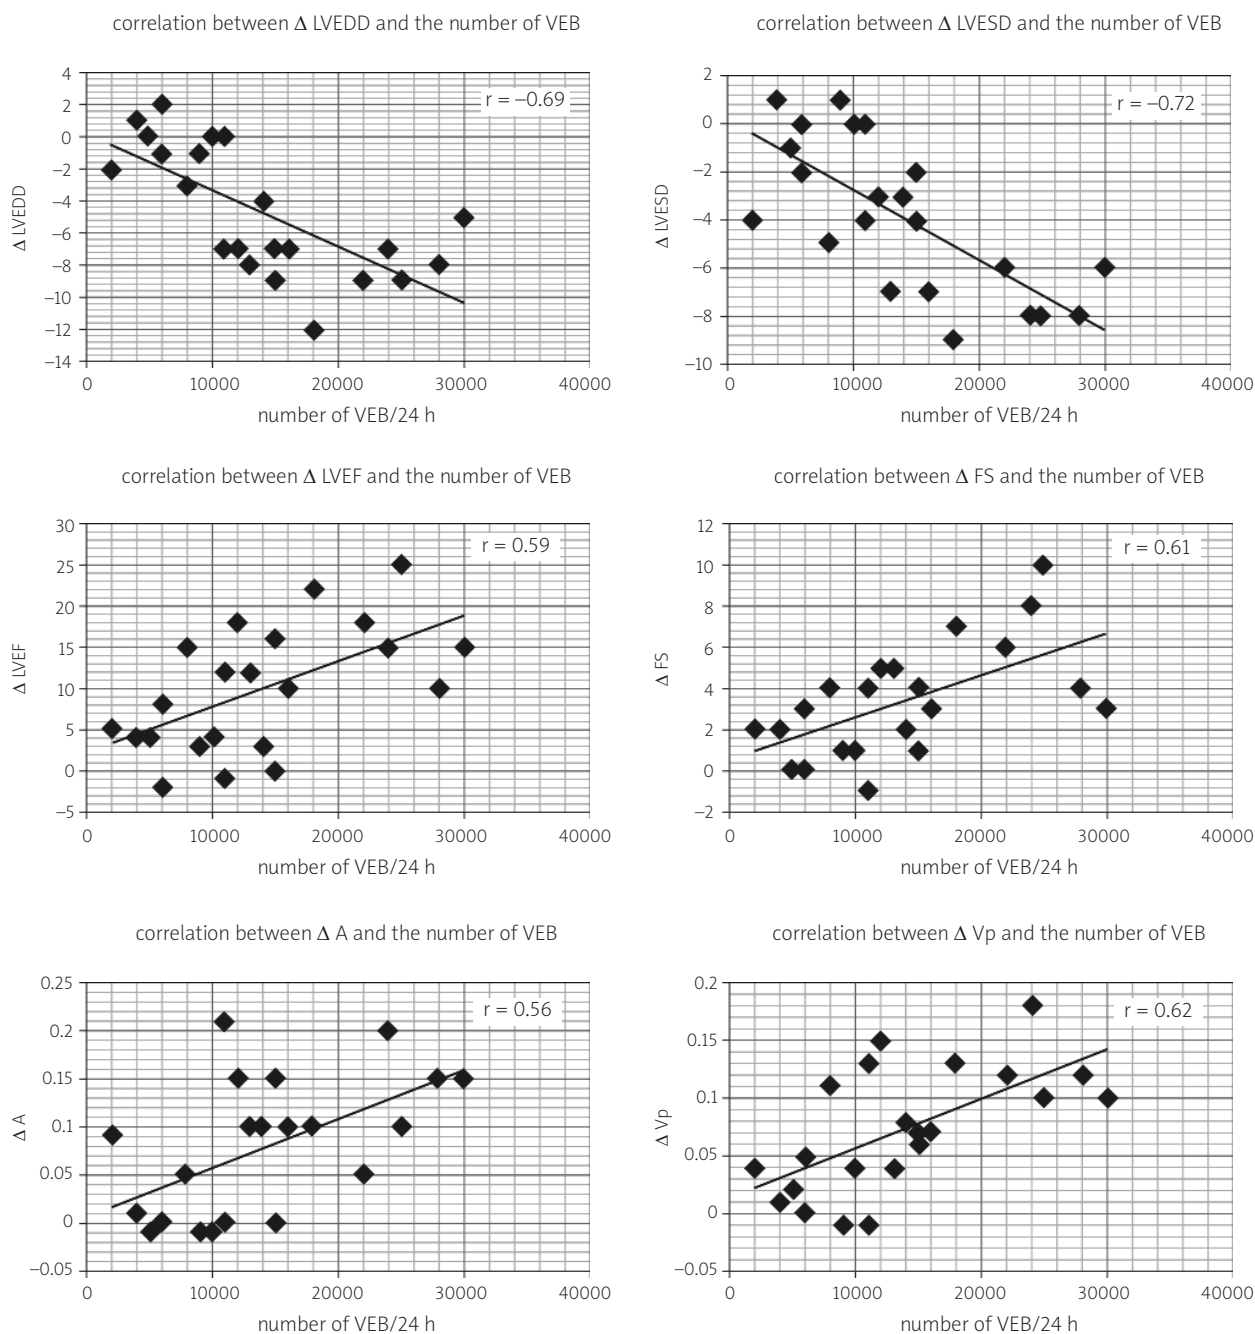 correlation between Δ LVEDD and the number of VEB
4
2
0
−2
−4
−6
−8
−10
−12
−14
Δ LVEDD
r = −0.69
0 10000 20000 30000 40000
number of VEB/24 h
correlation between Δ LVESD and the number of VEB
2
0
−2
−4
−6
−8
−10
Δ LVESD
r = −0.72
0 10000 20000 30000 40000
number of VEB/24 h
correlation between Δ LVEF and the number of VEB
30
25
20
15
10
5
0
−5
Δ LVEF
r = 0.59
0 10000 20000 30000 40000
number of VEB/24 h
correlation between Δ FS and the number of VEB
12
10
8
6
4
2
0
−2
Δ FS
r = 0.61
0 10000 20000 30000 40000
number of VEB/24 h
correlation between Δ A and the number of VEB
0.25
0.2
0.15
0.1
0.05
0
−0.05
Δ A
r = 0.56
0 10000 20000 30000 40000
number of VEB/24 h
correlation between Δ Vp and the number of VEB
0.2
0.15
0.1
0.05
0
−0.05
Δ Vp
r = 0.62
0 10000 20000 30000 40000
number of VEB/24 h